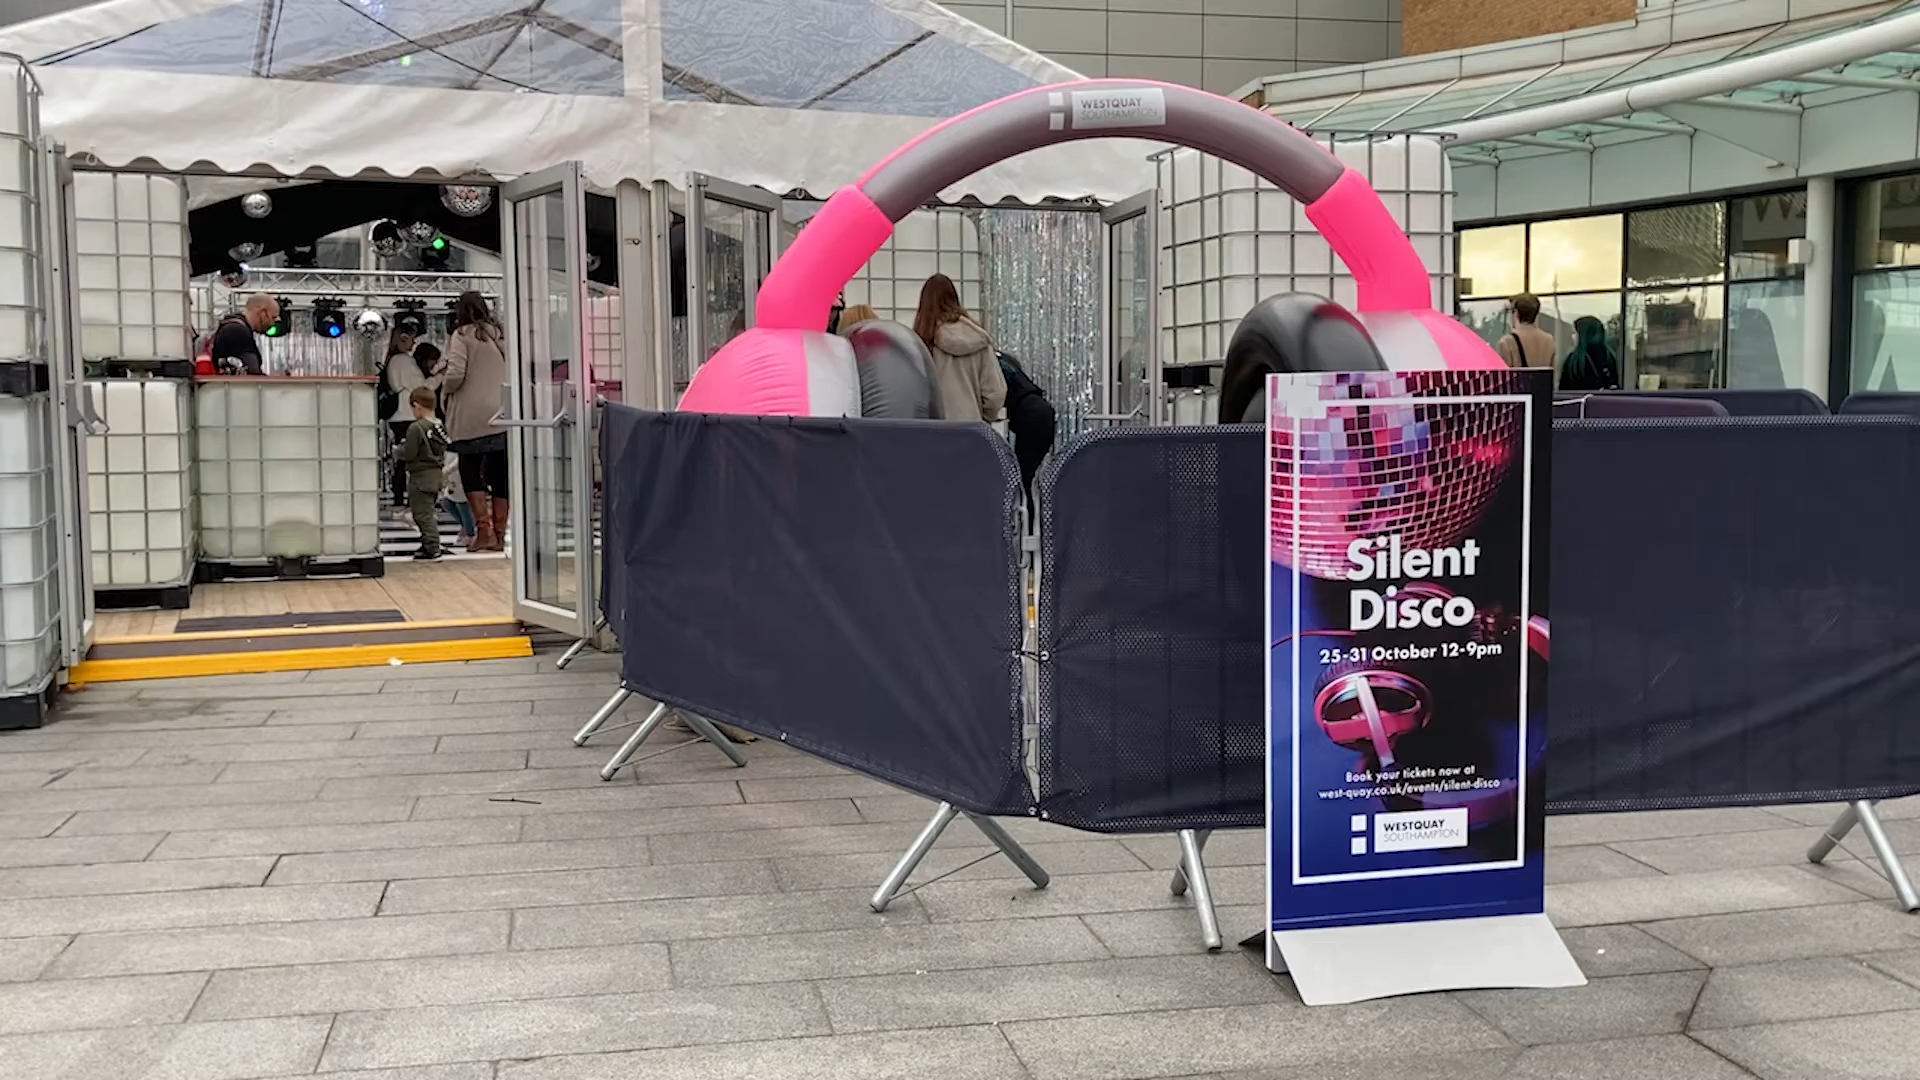 WESTQUAY
SOUTHAMPTON
Silent
Disco
25-31 October 12-9pm
Book your tickets now at
west-quay.co.uk/events/silent-disco
WESTQUAY
SOUTHAMPTON